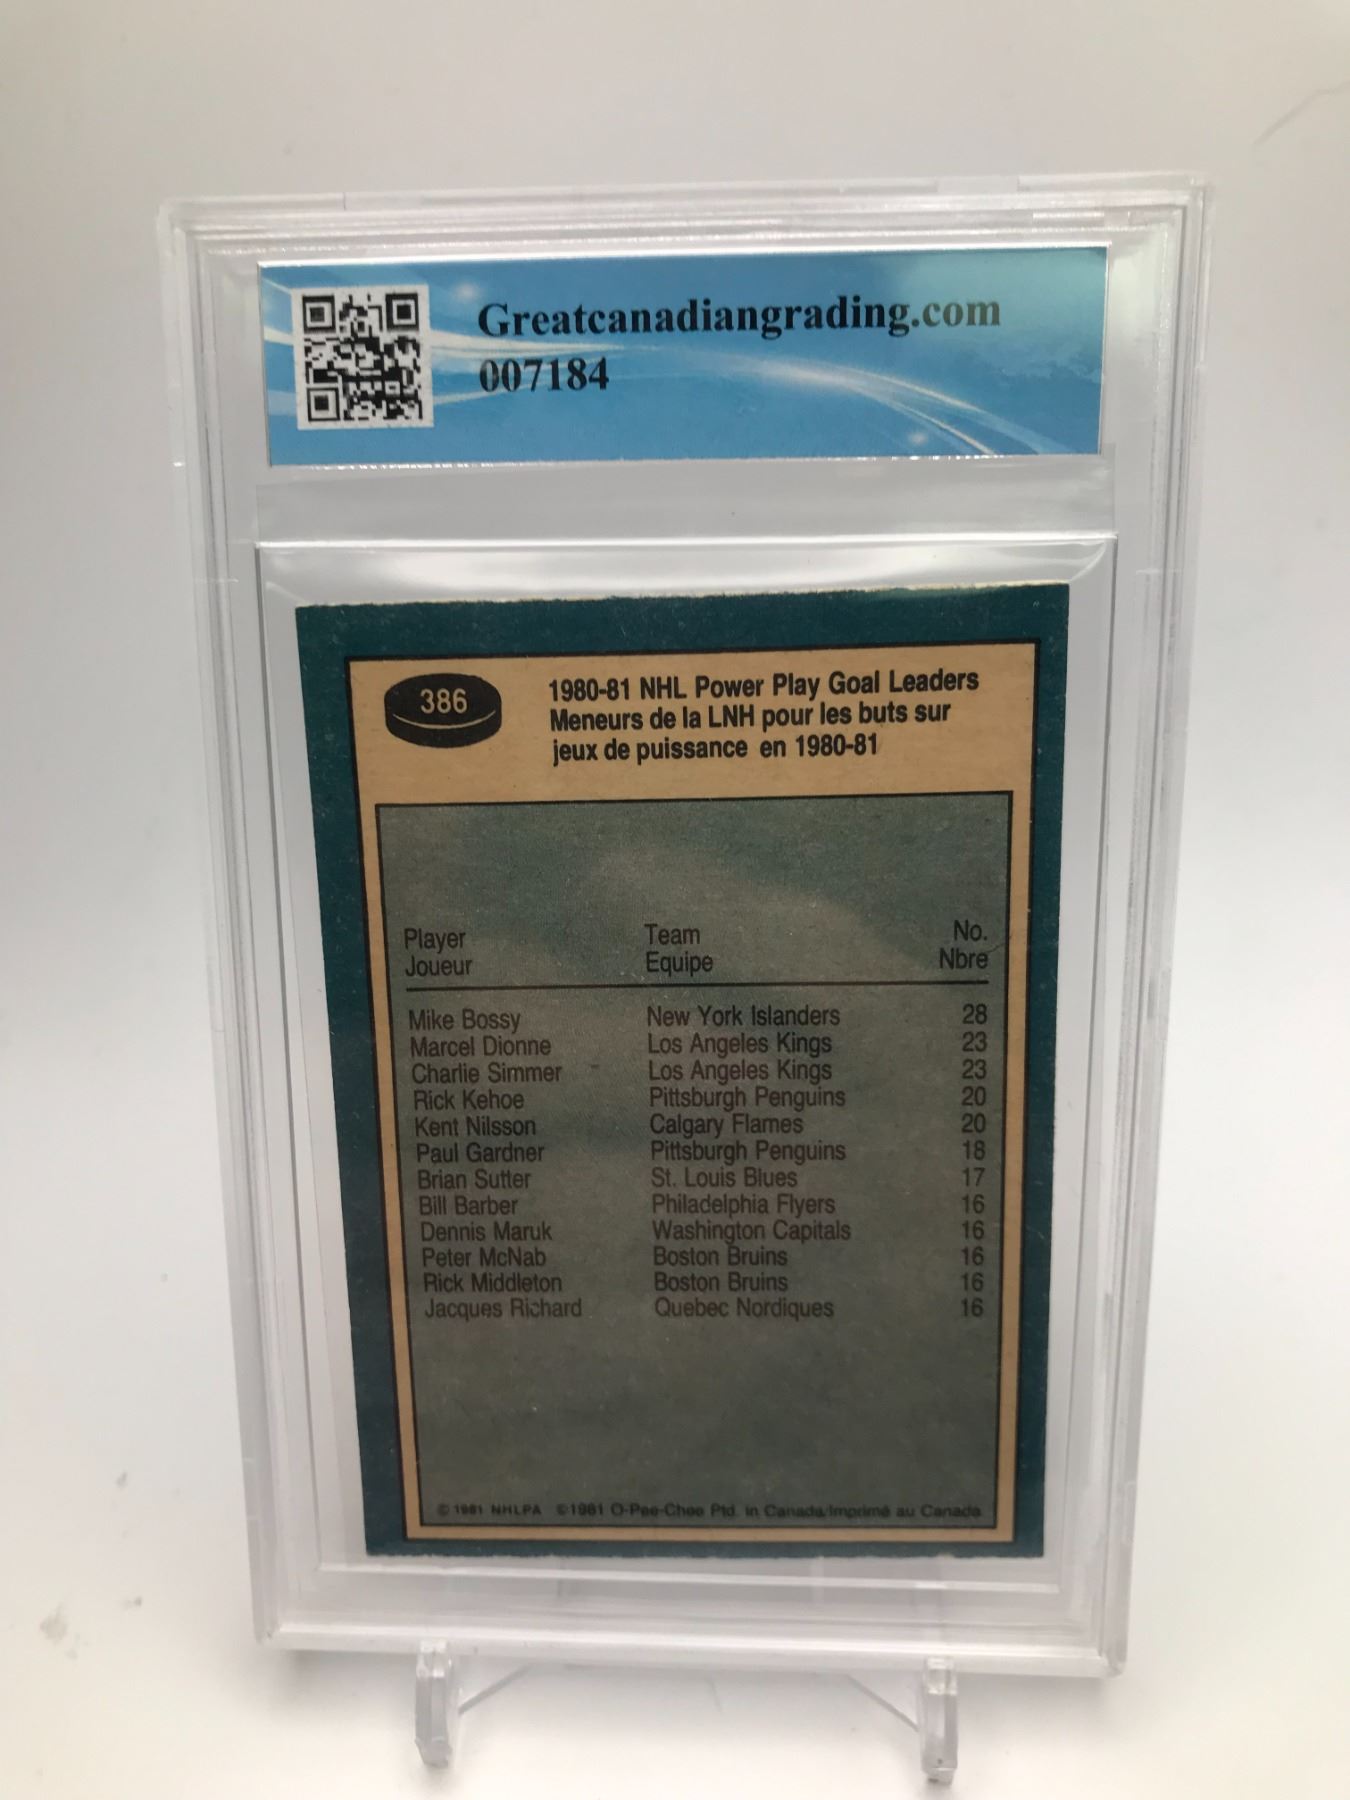 Greatcanadiangrading.com
007184
386
1980-81 NHL Power Play Goal Leaders
Meneurs de la LNH pour les buts sur
jeux de puissance en 1980-81
Player Team No.
Joueur Equipe Nbre
Mike Bossy New York Islanders 28
Marcel Dionne Los Angeles Kings 23
Charlie Simmer Los Angeles Kings 23
Rick Kehoe Pittsburgh Penguins 20
Kent Nilsson Calgary Flames 20
Paul Gardner Pittsburgh Penguins 18
Brian Sutter St. Louis Blues 17
Bill Barber Philadelphia Flyers 16
Dennis Maruk Washington Capitals 16
Peter McNab Boston Bruins 16
Rick Middleton Boston Bruins 16
Jacques Richard Quebec Nordiques 16
© 1981 NHLPA ©1981 O-Pee-Chee Ptd. in Canada/Imprimé au Canada